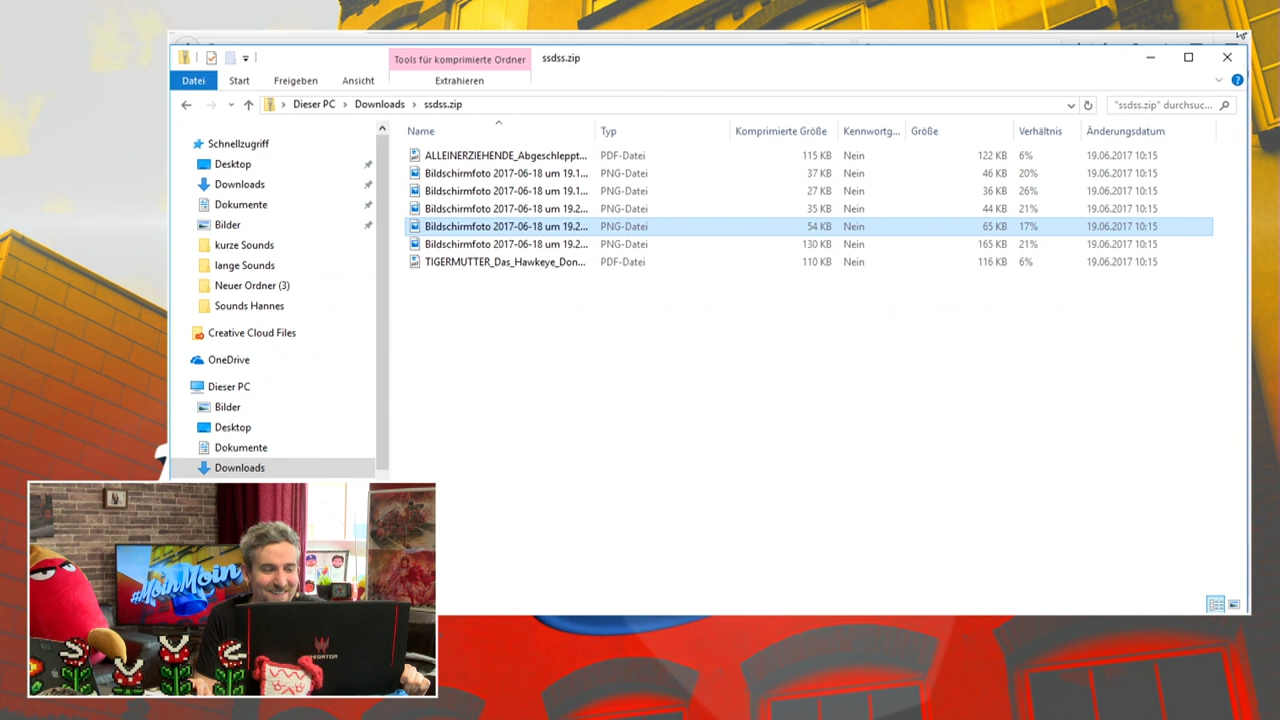 Tools für komprimierte Ordner
ssdss.zip
Datei
Start
Freigeben
Ansicht
Extrahieren
Dieser PC
Downloads
ssdss.zip
"ssdss.zip" durchsuc...
Schnellzugriff
Desktop
Downloads
Dokumente
Bilder
kurze Sounds
lange Sounds
Neuer Ordner (3)
Sounds Hannes
Creative Cloud Files
OneDrive
Dieser PC
Bilder
Desktop
Dokumente
Downloads
Name Typ Komprimierte Größe Kennwortg... Größe Verhältnis Änderungsdatum
ALLEINERZIEHENDE_Abgeschleppt... PDF-Datei 115 KB Nein 122 KB 6% 19.06.2017 10:15
Bildschirmfoto 2017-06-18 um 19.1... PNG-Datei 37 KB Nein 46 KB 20% 19.06.2017 10:15
Bildschirmfoto 2017-06-18 um 19.1... PNG-Datei 27 KB Nein 36 KB 26% 19.06.2017 10:15
Bildschirmfoto 2017-06-18 um 19.2... PNG-Datei 35 KB Nein 44 KB 21% 19.06.2017 10:15
Bildschirmfoto 2017-06-18 um 19.2... PNG-Datei 54 KB Nein 65 KB 17% 19.06.2017 10:15
Bildschirmfoto 2017-06-18 um 19.2... PNG-Datei 130 KB Nein 165 KB 21% 19.06.2017 10:15
TIGERMUTTER_Das_Hawkeye_Don... PDF-Datei 110 KB Nein 116 KB 6% 19.06.2017 10:15
#MoinMoin
PREDATOR